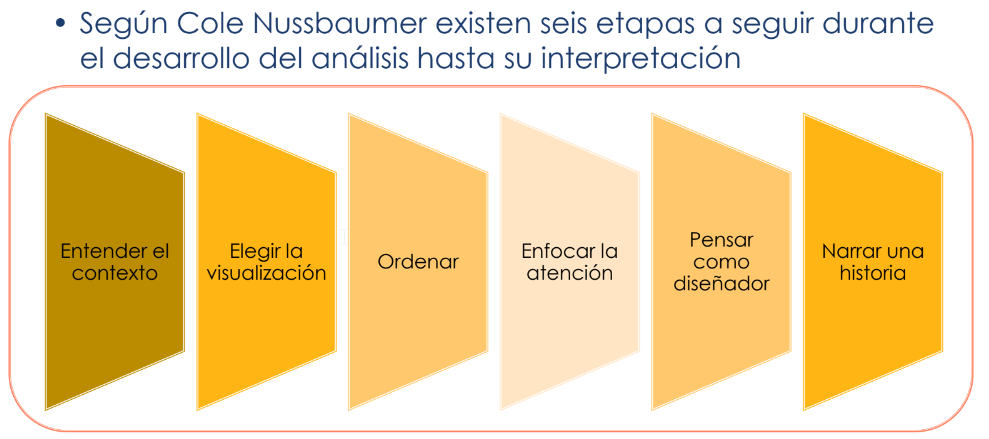 • Según Cole Nussbaumer existen seis etapas a seguir durante
el desarrollo del análisis hasta su interpretación
Entender el
contexto
Elegir la
visualización
Ordenar
Enfocar la
atención
Pensar
como
diseñador
Narrar una
historia